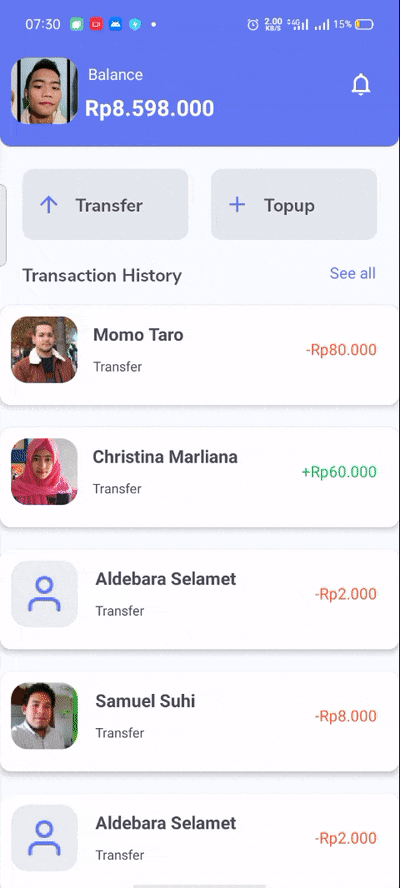 07:30 2.00 KB/S 4G 15%
Balance
Rp8.598.000
Transfer Topup
Transaction History See all
Momo Taro
-Rp80.000
Transfer
Christina Marliana
+Rp60.000
Transfer
Aldebara Selamet
-Rp2.000
Transfer
Samuel Suhi
-Rp8.000
Transfer
Aldebara Selamet
-Rp2.000
Transfer